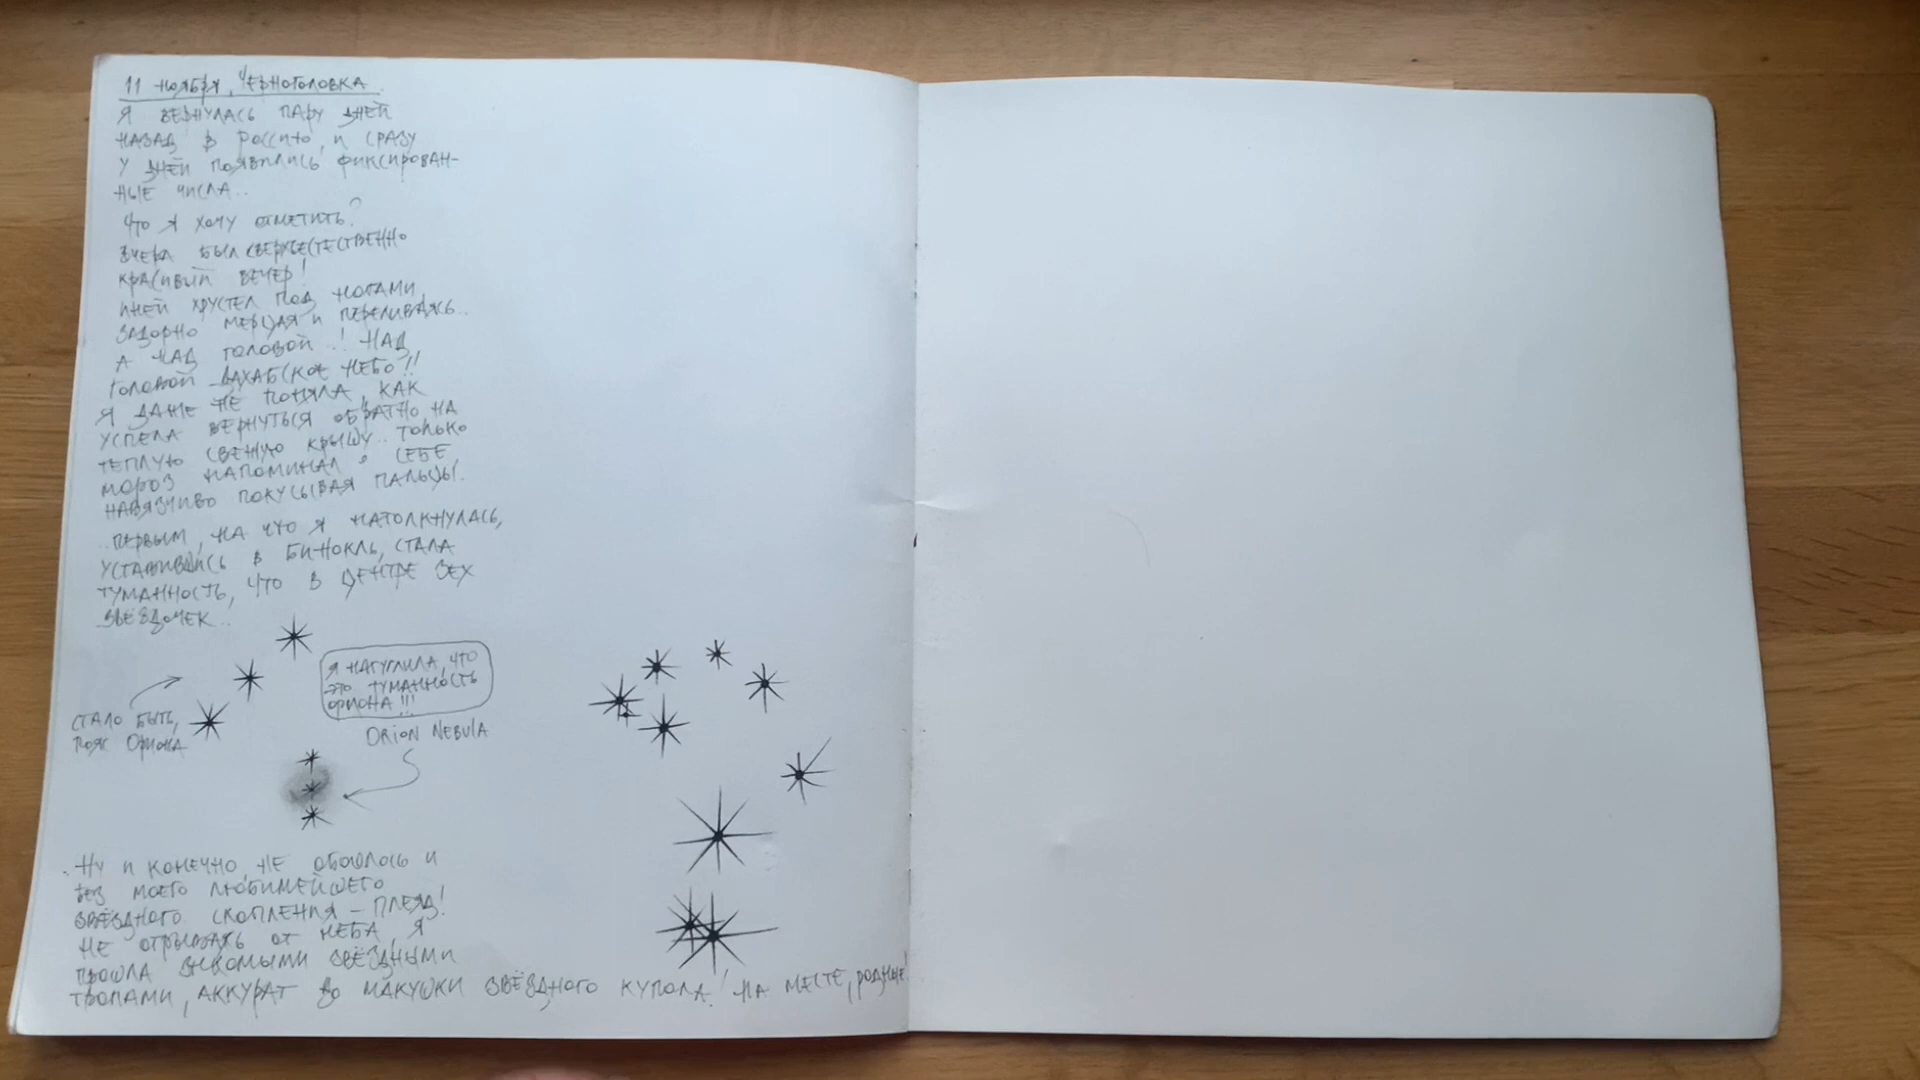 11 ноября, Черноголовка.
Я вернулась пару дней
назад в Россию, и сразу
у дней появились фиксирован-
ные числа..
Что я хочу отметить?
Вчера был сверхъестественно
красивый вечер!
Иней хрустел под ногами,
задорно мерцая и переливаясь..
А над головой..! Над
головой дахабское небо!!
Я даже не поняла, как
успела вернуться обратно, на
теплую свечную крышу.. только
мороз напоминал о себе
навязчиво покусывая пальцы.
..первым, на что я натолкнулась,
уставившись в бинокль, стала
туманность, что в центре 3ех
звёздочек..
Я нагуглила, что
это туманность
Ориона!!!
Стало быть,
пояс Ориона
Orion Nebula
Ну и конечно, не обошлось и
без моего любимейшего
звёздного скопления – Плеяд!
Не отрываясь от неба, я
прошла знакомыми звёздными
тропами, аккурат до макушки звёздного купола! На месте, родные!